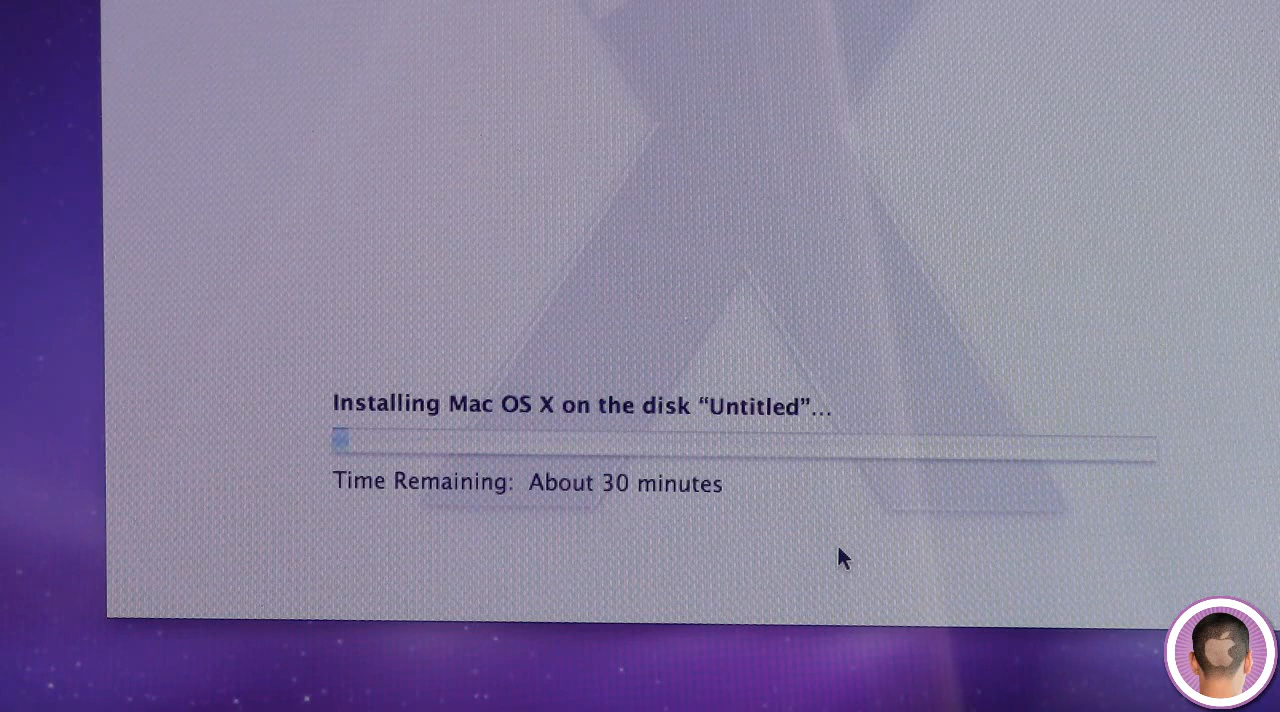 Installing Mac OS X on the disk “Untitled”...
Time Remaining: About 30 minutes